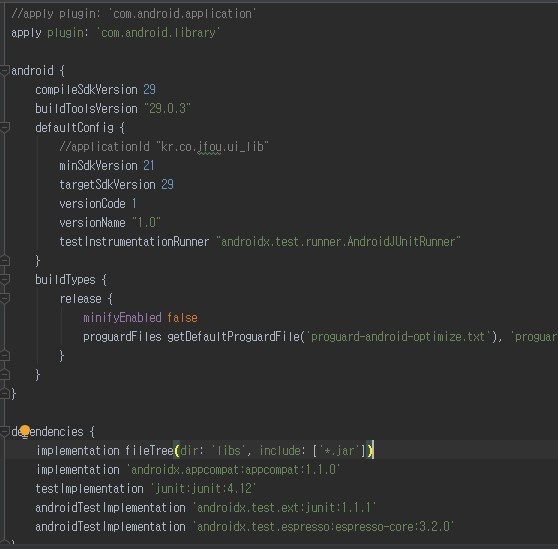 //apply plugin: 'com.android.application'
apply plugin: 'com.android.library'
android {
compileSdkVersion 29
buildToolsVersion "29.0.3"
defaultConfig {
//applicationId "kr.co.jfou.ui_lib"
minSdkVersion 21
targetSdkVersion 29
versionCode 1
versionName "1.0"
testInstrumentationRunner "androidx.test.runner.AndroidJUnitRunner"
}
buildTypes {
release {
minifyEnabled false
proguardFiles getDefaultProguardFile('proguard-android-optimize.txt'), 'proguar
}
}
}
dependencies {
implementation fileTree(dir: 'libs', include: ['*.jar'])
implementation 'androidx.appcompat:appcompat:1.1.0'
testImplementation 'junit:junit:4.12'
androidTestImplementation 'androidx.test.ext:junit:1.1.1'
androidTestImplementation 'androidx.test.espresso:espresso-core:3.2.0'
}